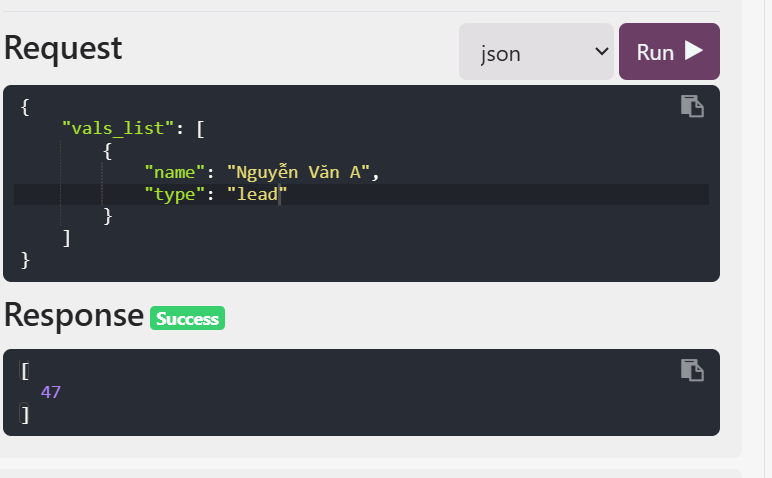 Request
json
Run
{
"vals_list": [
{
"name": "Nguyễn Văn A",
"type": "lead"
}
]
}
Response Success
[
47
]